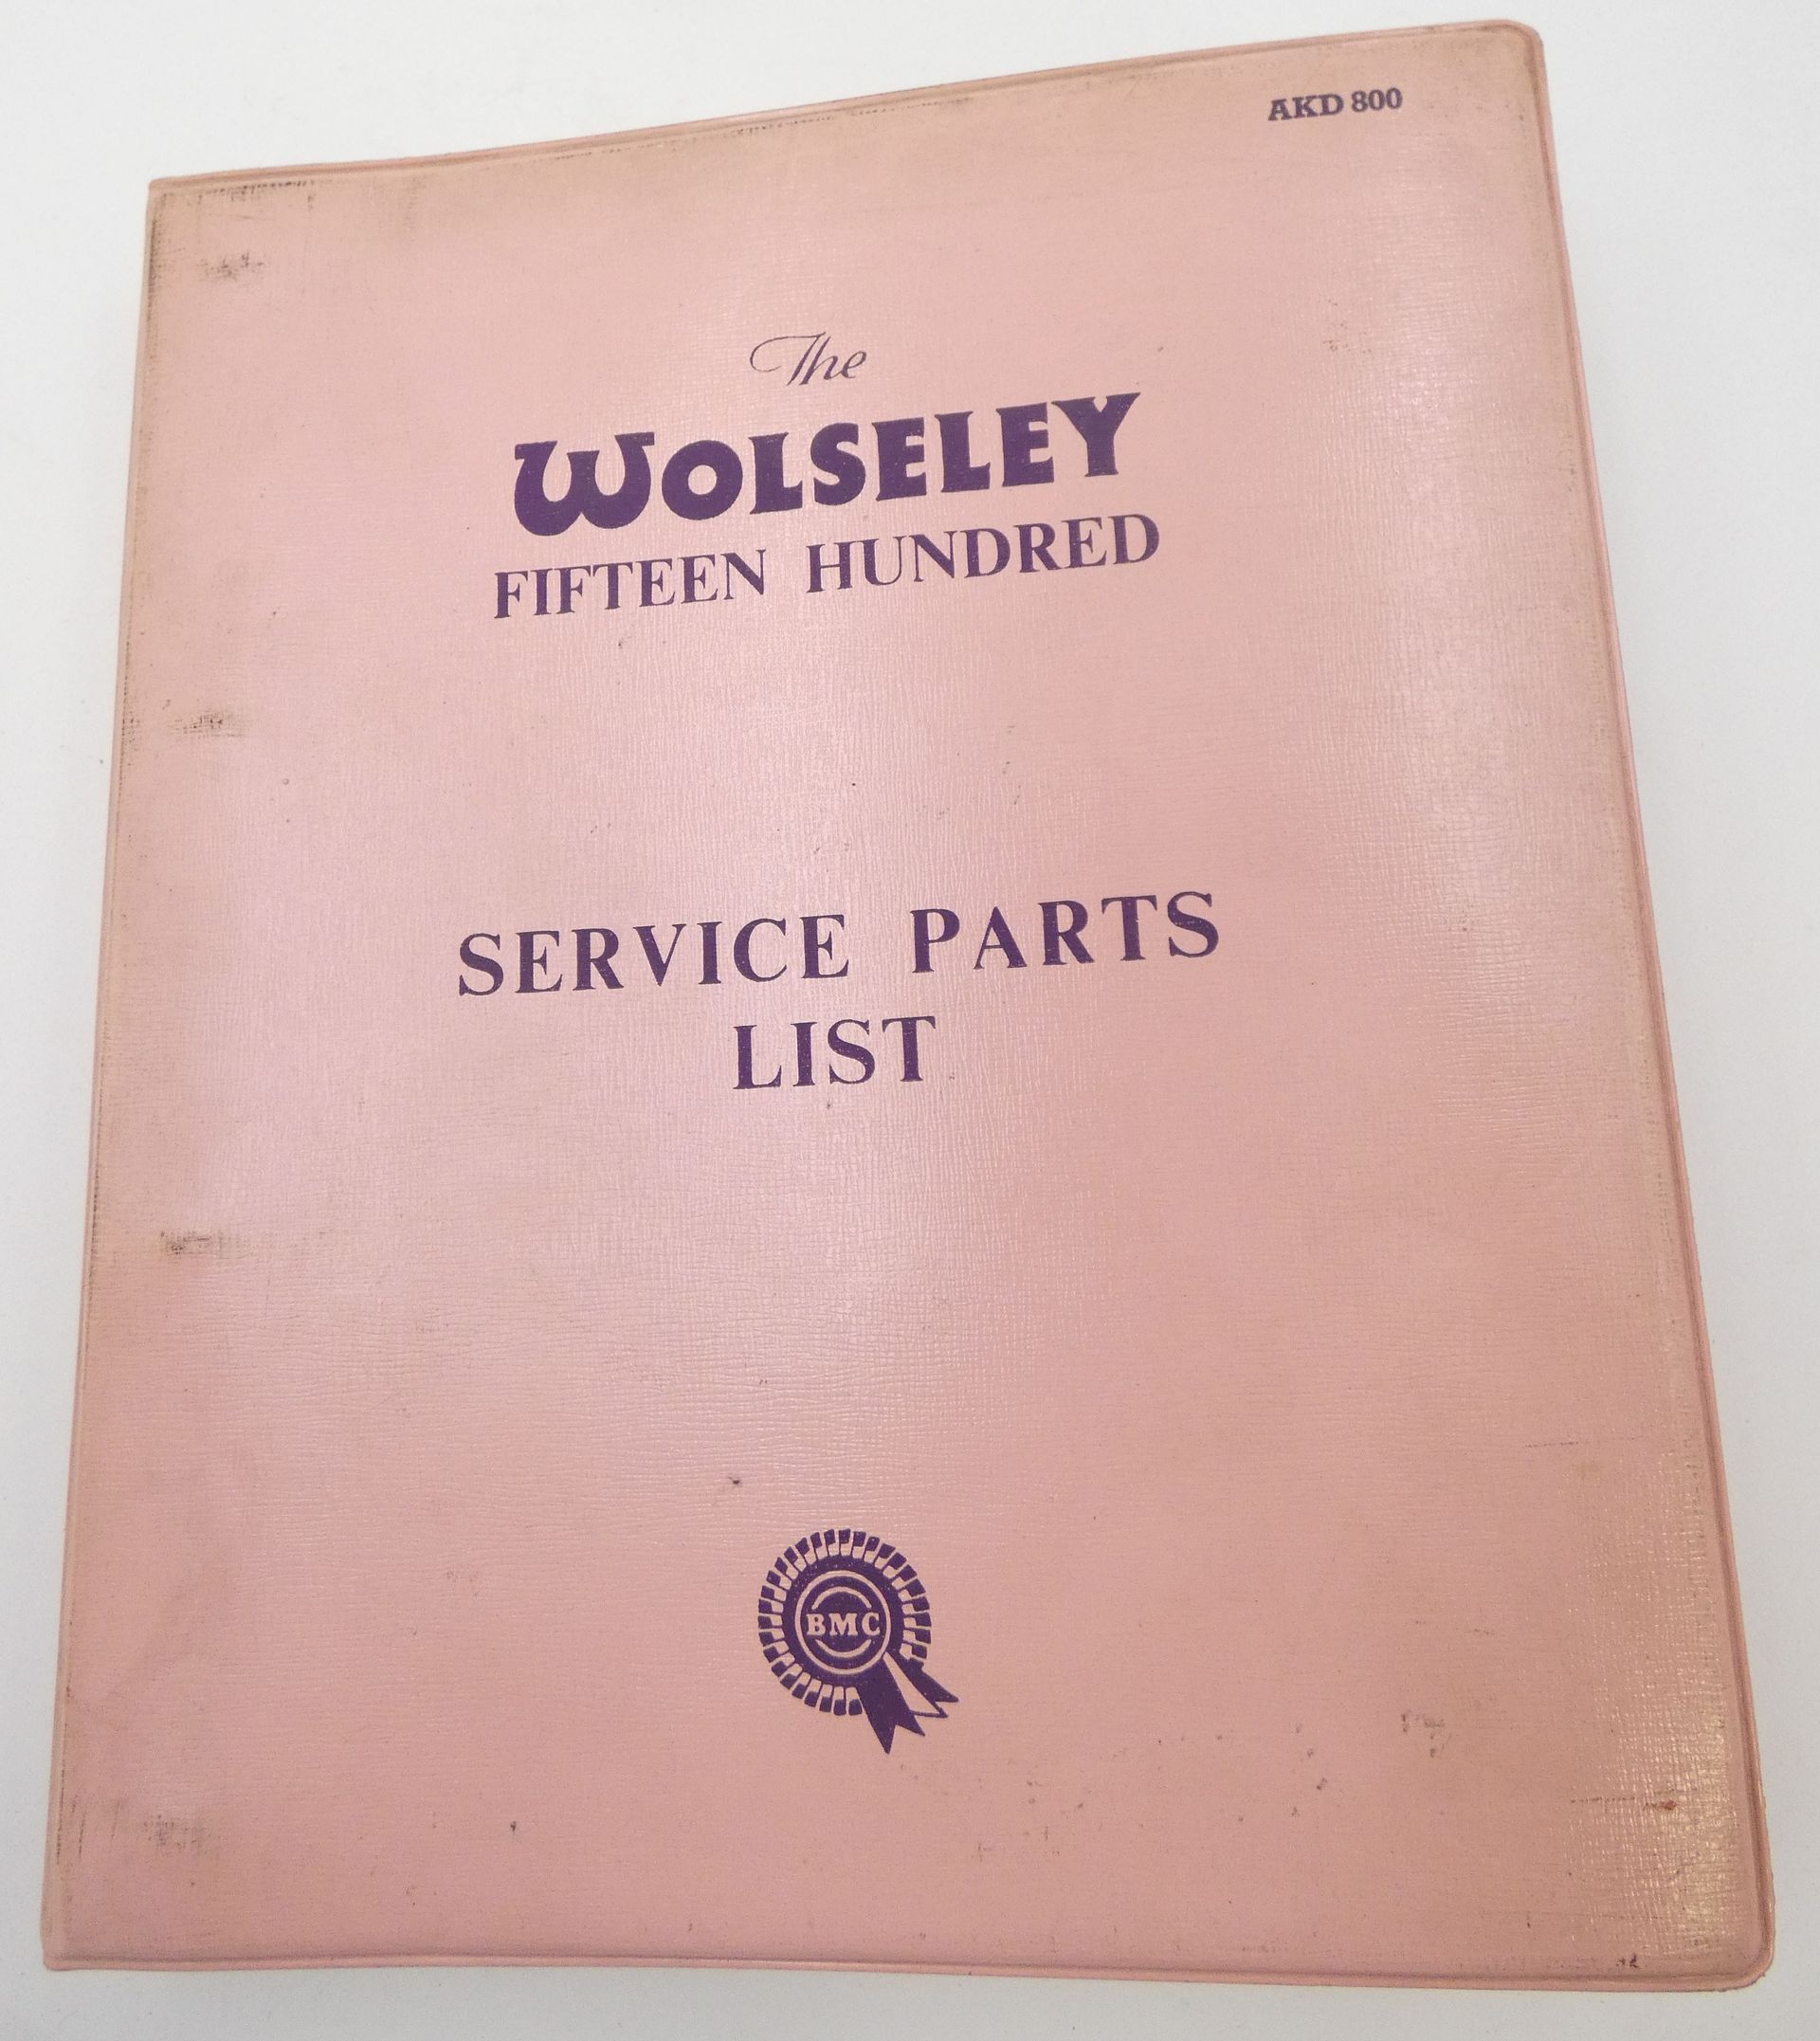 AKD 800
The
WOLSELEY
FIFTEEN HUNDRED
SERVICE PARTS
LIST
BMC